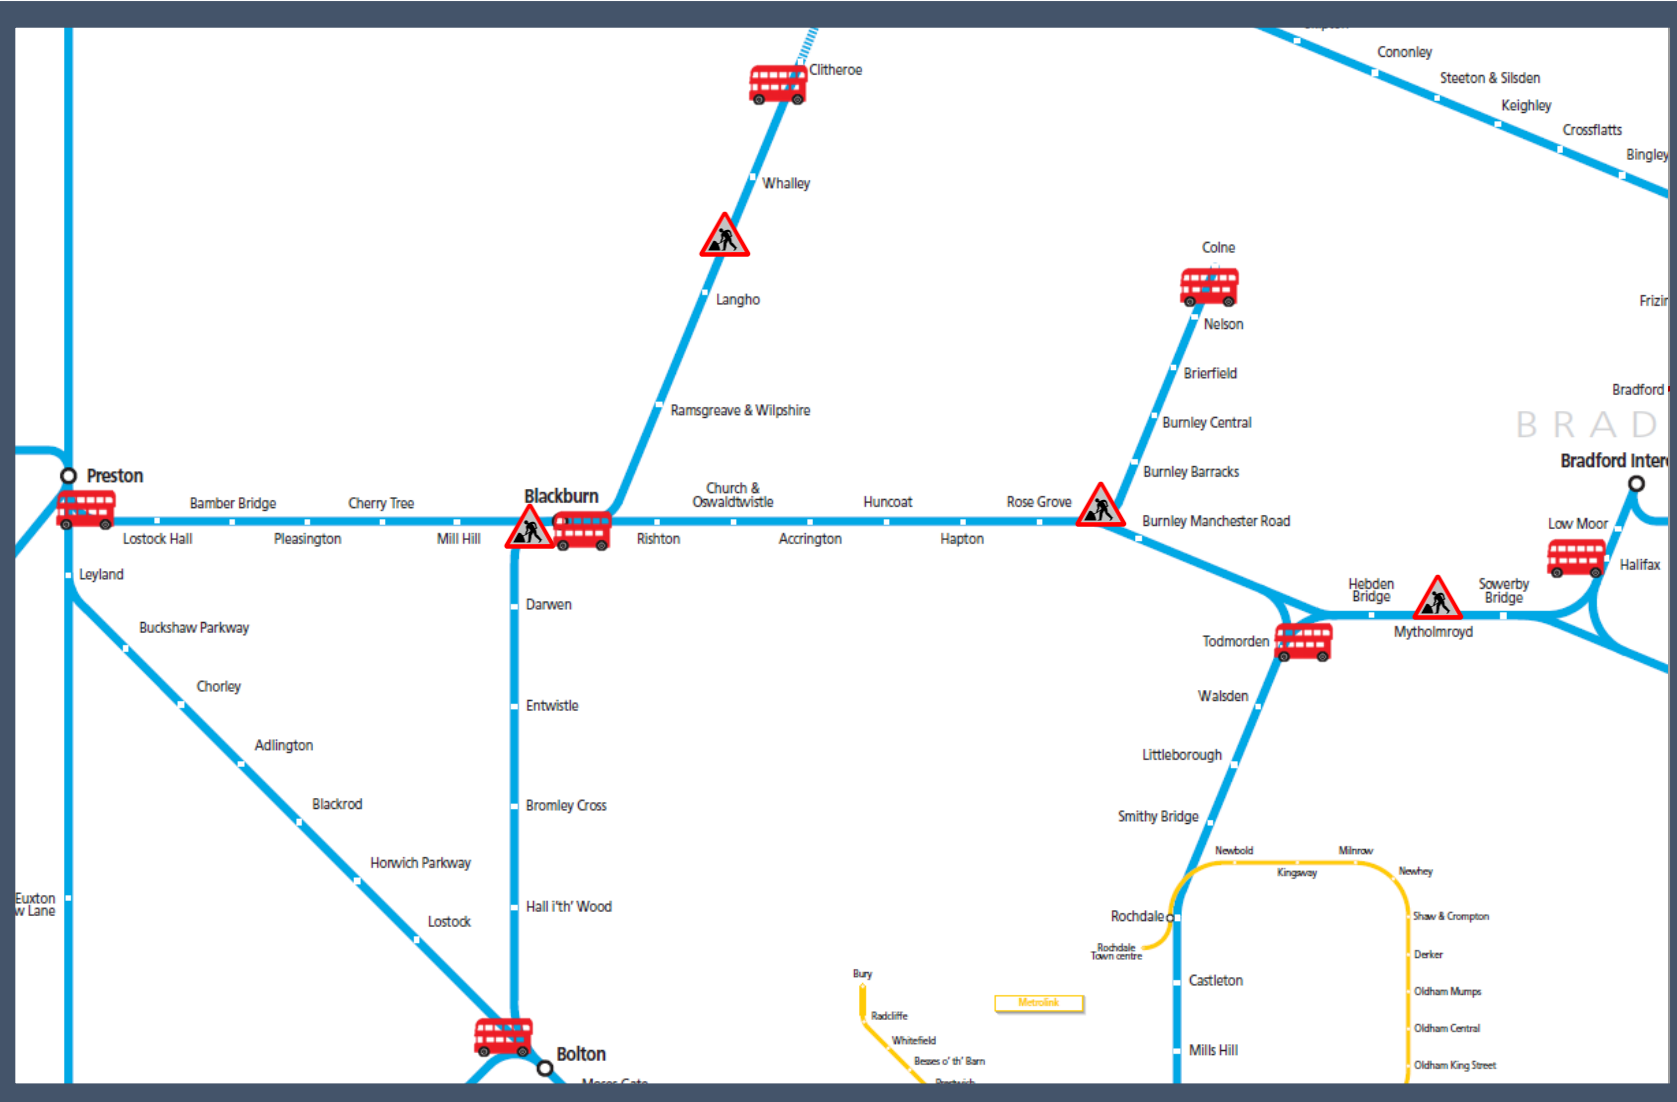 Cononley
Clitheroe
Steeton & Silsden
Keighley
Crossflatts
Bingley
Whalley
Colne
Langho
Nelson
Brierfield
Bradford
Ramsgreave & Wilpshire
Burnley Central
BRAD
Bradford Inter
Preston
Burnley Barracks
Blackburn
Bamber Bridge
Cherry Tree
Church &
Oswaldtwistle
Huncoat
Rose Grove
Burnley Manchester Road
Low Moor
Lostock Hall
Pleasington
Mill Hill
Rishton
Accrington
Hapton
Halifax
Leyland
Hebden
Bridge
Sowerby
Bridge
Darwen
Buckshaw Parkway
Mytholmroyd
Todmorden
Chorley
Walsden
Entwistle
Adlington
Littleborough
Blackrod
Bromley Cross
Smithy Bridge
Newbold
Milnrow
Horwich Parkway
Kingsway
Newhey
Euxton
w Lane
Hall i'th' Wood
Lostock
Rochdale
Shaw & Crompton
Rochdale
Town centre
Derker
Bury
Castleton
Oldham Mumps
Metrolink
Radcliffe
Oldham Central
Whitefield
Bolton
Mills Hill
Besses o' th' Barn
Oldham King Street